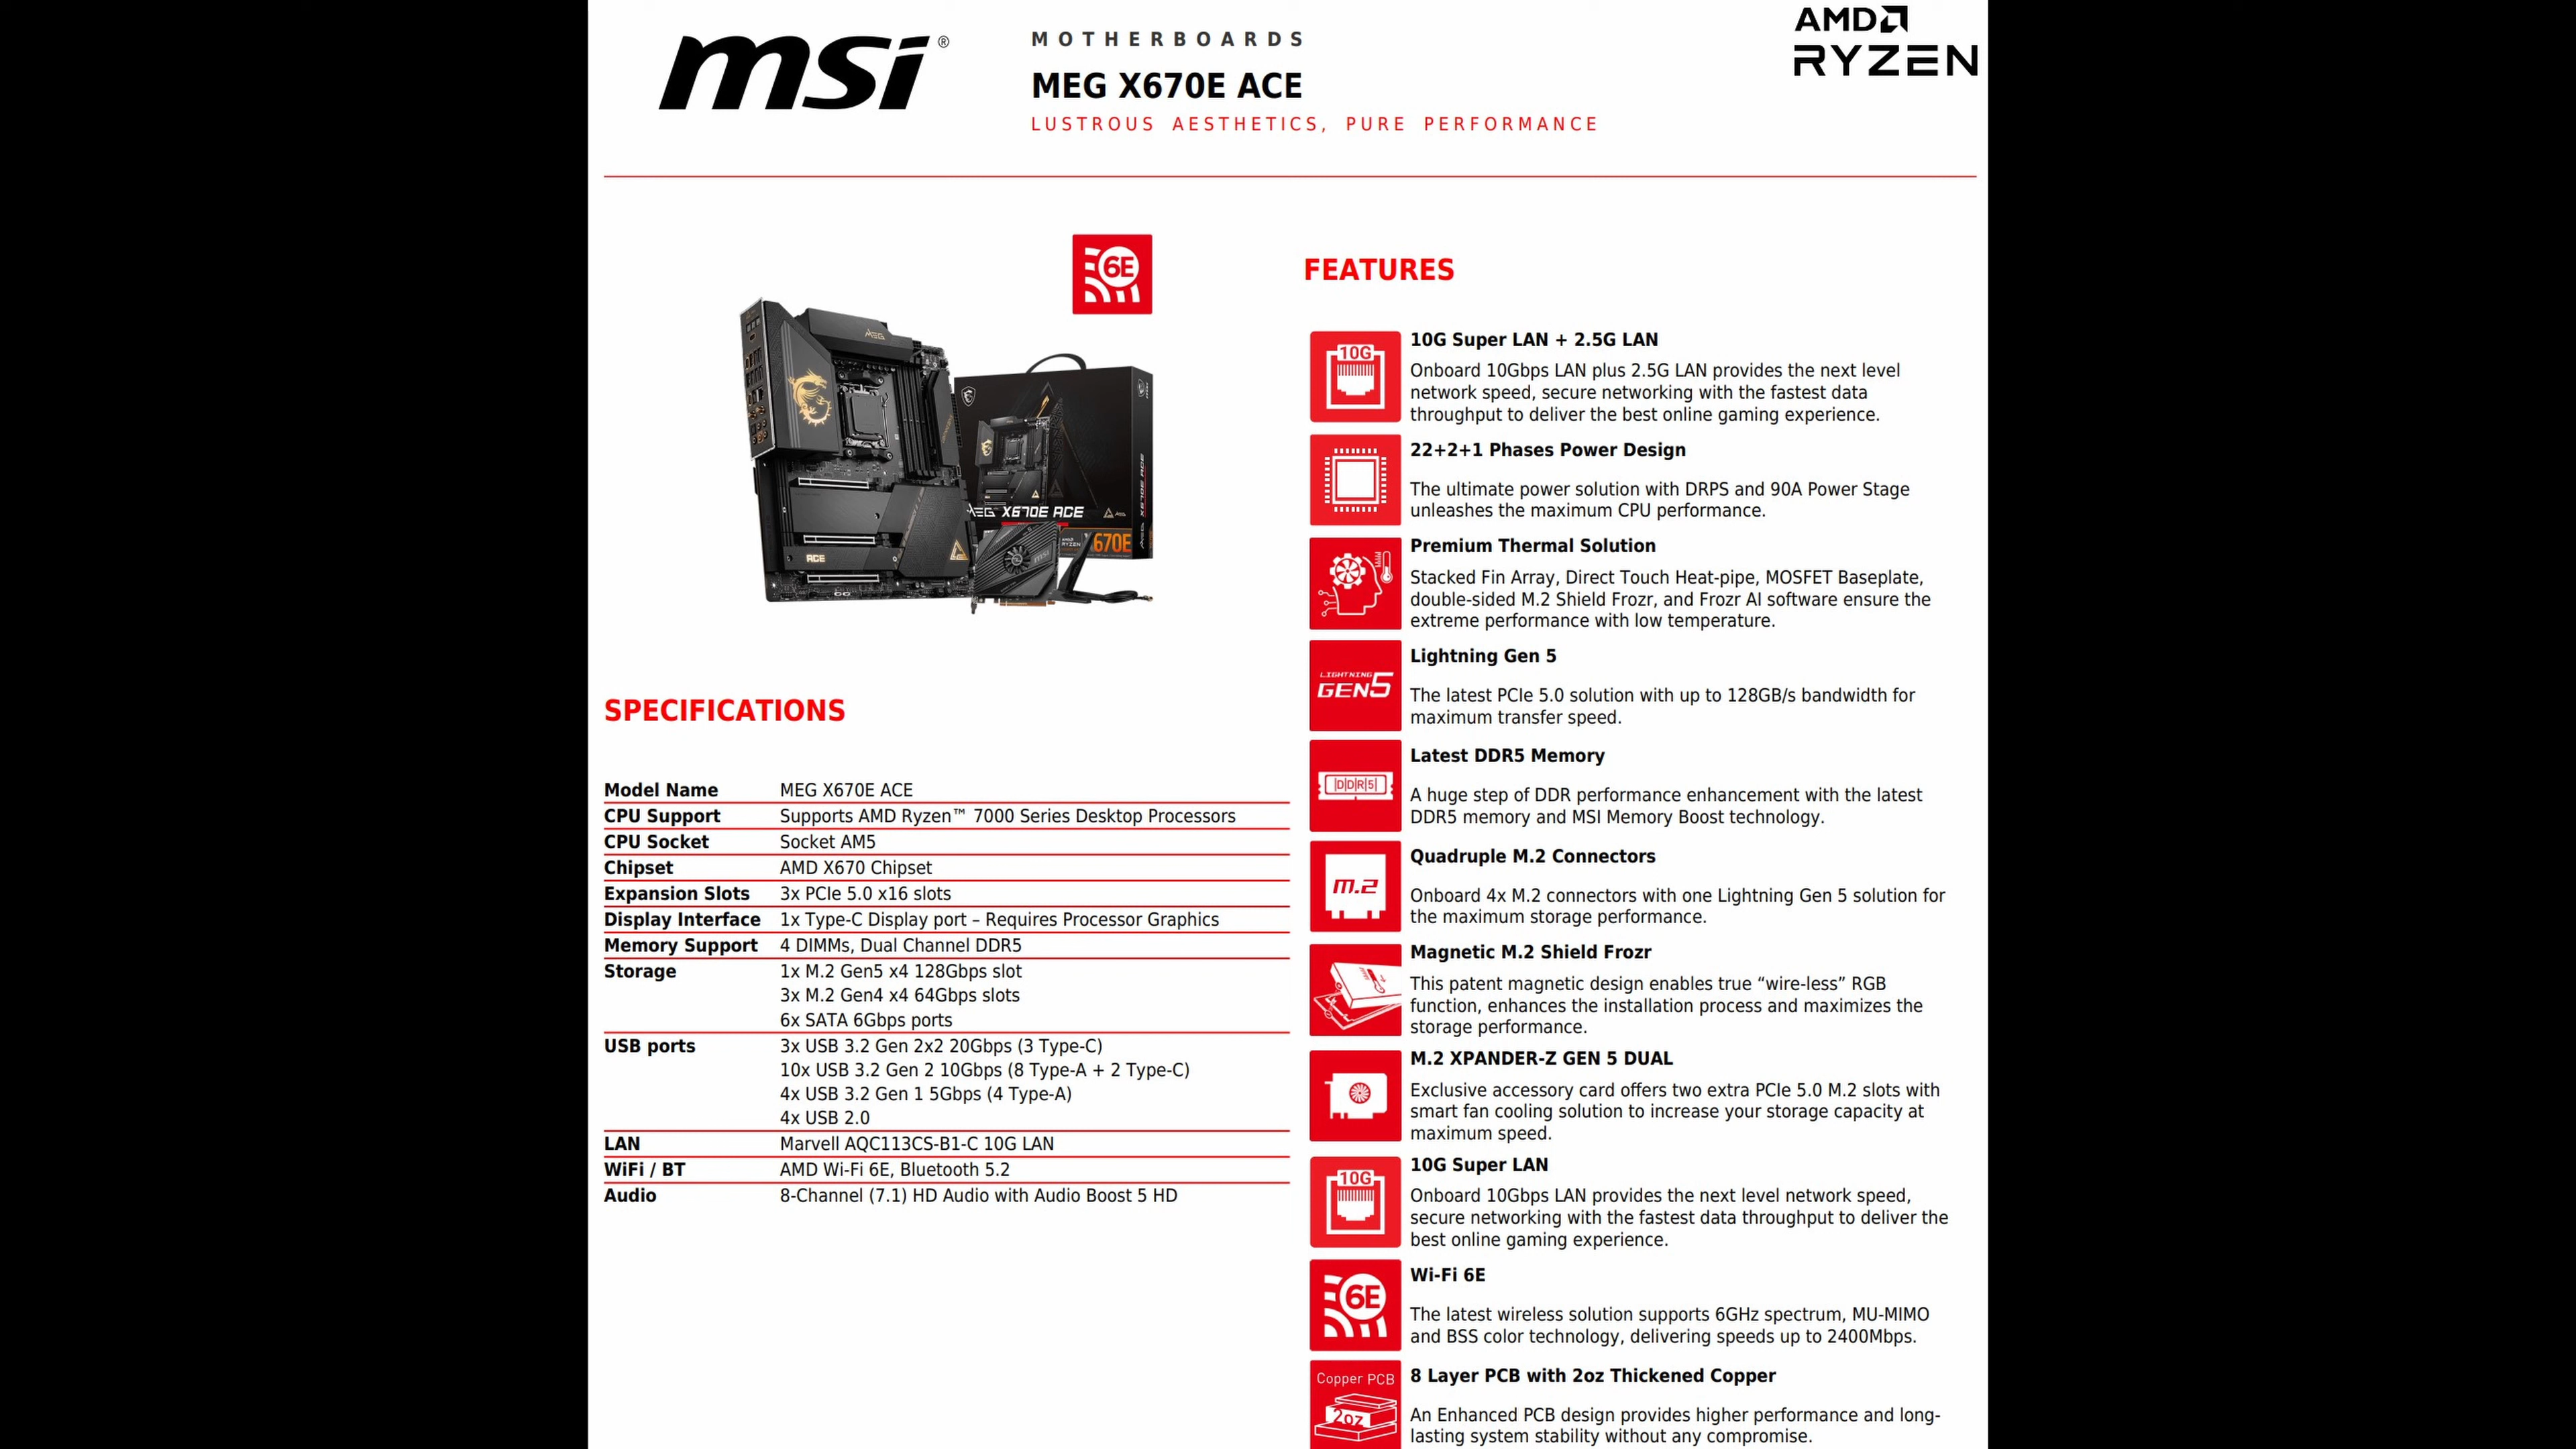 msi®
MOTHERBOARDS
MEG X670E ACE
LUSTROUS AESTHETICS, PURE PERFORMANCE
AMD
RYZEN
6E
MEG
ACE
MEG X670E ACE
AMD RYZEN
670E
msi
SPECIFICATIONS
Model Name MEG X670E ACE
CPU Support Supports AMD Ryzen™ 7000 Series Desktop Processors
CPU Socket Socket AM5
Chipset AMD X670 Chipset
Expansion Slots 3x PCIe 5.0 x16 slots
Display Interface 1x Type-C Display port – Requires Processor Graphics
Memory Support 4 DIMMs, Dual Channel DDR5
Storage 1x M.2 Gen5 x4 128Gbps slot
3x M.2 Gen4 x4 64Gbps slots
6x SATA 6Gbps ports
USB ports 3x USB 3.2 Gen 2x2 20Gbps (3 Type-C)
10x USB 3.2 Gen 2 10Gbps (8 Type-A + 2 Type-C)
4x USB 3.2 Gen 1 5Gbps (4 Type-A)
4x USB 2.0
LAN Marvell AQC113CS-B1-C 10G LAN
WiFi / BT AMD Wi-Fi 6E, Bluetooth 5.2
Audio 8-Channel (7.1) HD Audio with Audio Boost 5 HD
FEATURES
10G
10G Super LAN + 2.5G LAN
Onboard 10Gbps LAN plus 2.5G LAN provides the next level
network speed, secure networking with the fastest data
throughput to deliver the best online gaming experience.
22+2+1 Phases Power Design
The ultimate power solution with DRPS and 90A Power Stage
unleashes the maximum CPU performance.
Premium Thermal Solution
Stacked Fin Array, Direct Touch Heat-pipe, MOSFET Baseplate,
double-sided M.2 Shield Frozr, and Frozr AI software ensure the
extreme performance with low temperature.
LIGHTNING
GEN5
Lightning Gen 5
The latest PCIe 5.0 solution with up to 128GB/s bandwidth for
maximum transfer speed.
DDR5
Latest DDR5 Memory
A huge step of DDR performance enhancement with the latest
DDR5 memory and MSI Memory Boost technology.
m.2
Quadruple M.2 Connectors
Onboard 4x M.2 connectors with one Lightning Gen 5 solution for
the maximum storage performance.
Magnetic M.2 Shield Frozr
This patent magnetic design enables true “wire-less” RGB
function, enhances the installation process and maximizes the
storage performance.
M.2 XPANDER-Z GEN 5 DUAL
Exclusive accessory card offers two extra PCIe 5.0 M.2 slots with
smart fan cooling solution to increase your storage capacity at
maximum speed.
10G
10G Super LAN
Onboard 10Gbps LAN provides the next level network speed,
secure networking with the fastest data throughput to deliver the
best online gaming experience.
6E
Wi-Fi 6E
The latest wireless solution supports 6GHz spectrum, MU-MIMO
and BSS color technology, delivering speeds up to 2400Mbps.
Copper PCB
2oz
8 Layer PCB with 2oz Thickened Copper
An Enhanced PCB design provides higher performance and long-
lasting system stability without any compromise.